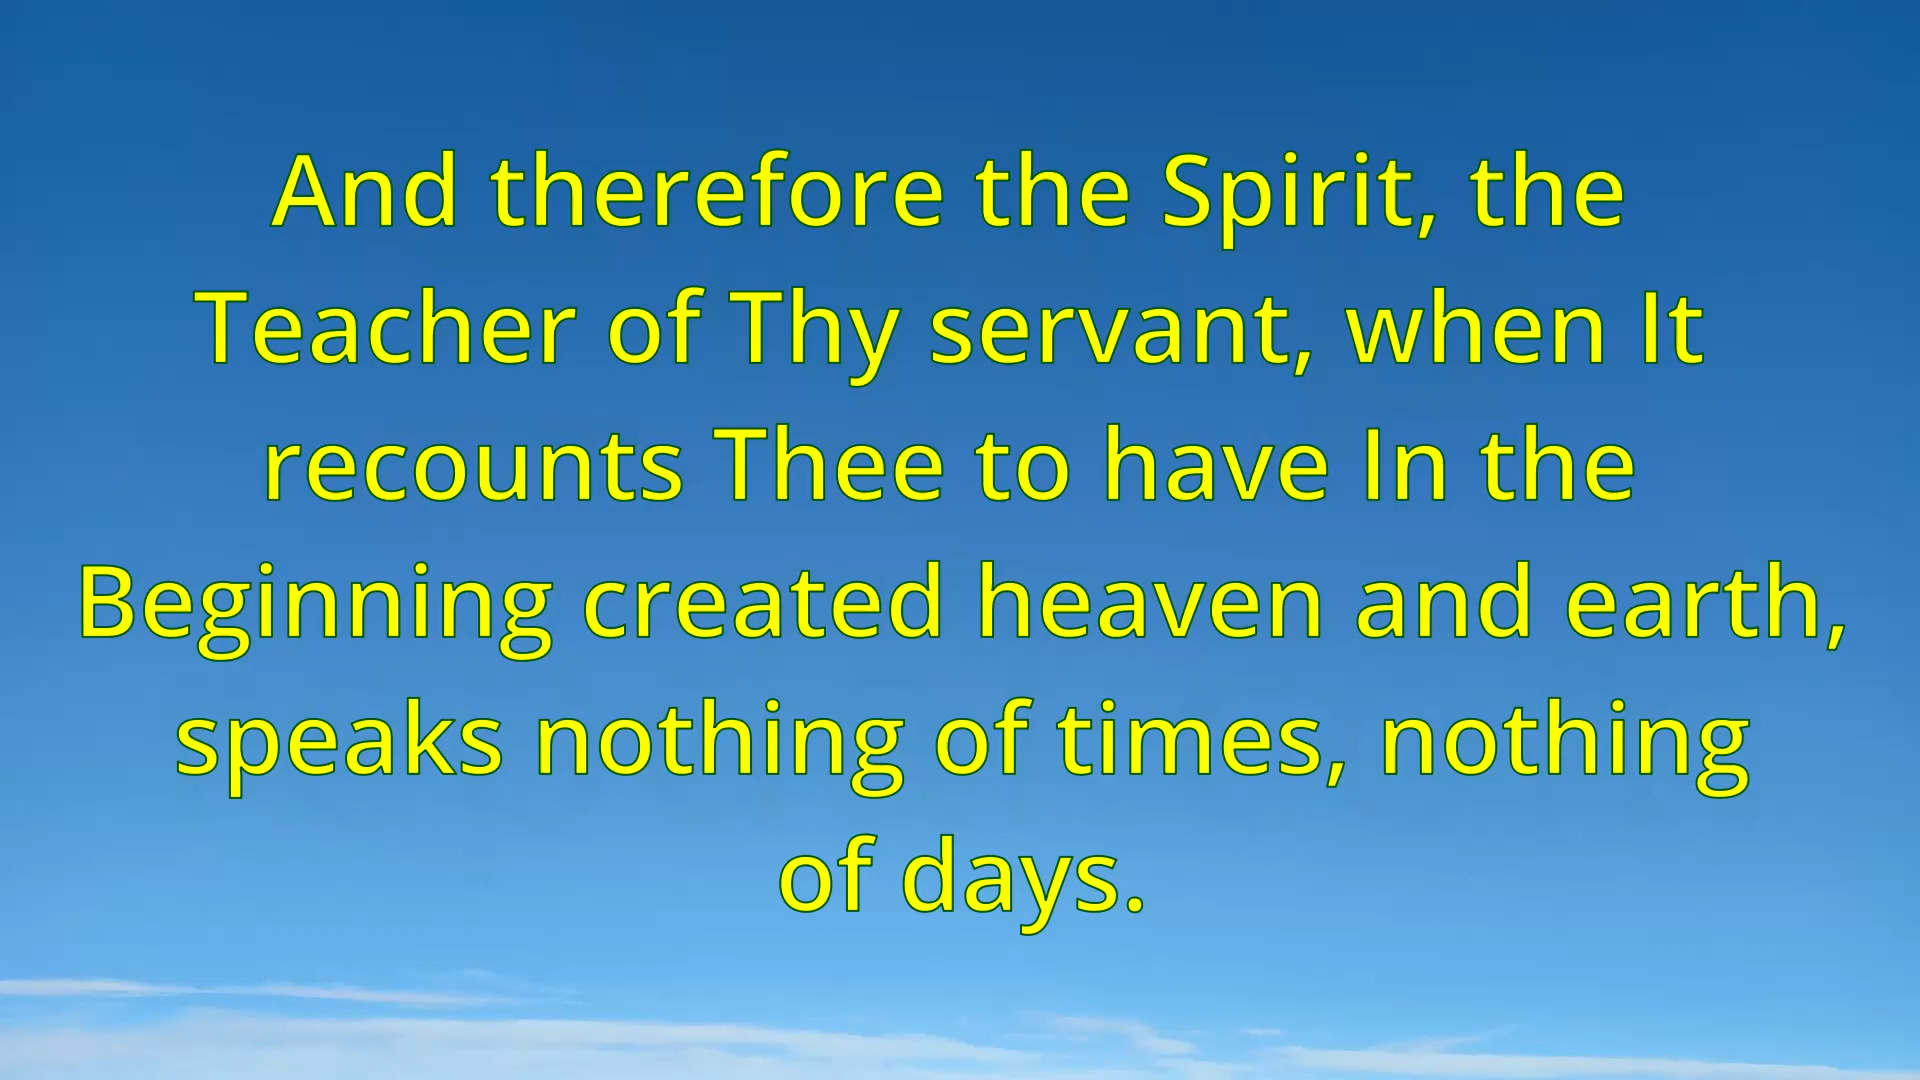 And therefore the Spirit, the
Teacher of Thy servant, when It
recounts Thee to have In the
Beginning created heaven and earth,
speaks nothing of times, nothing
of days.